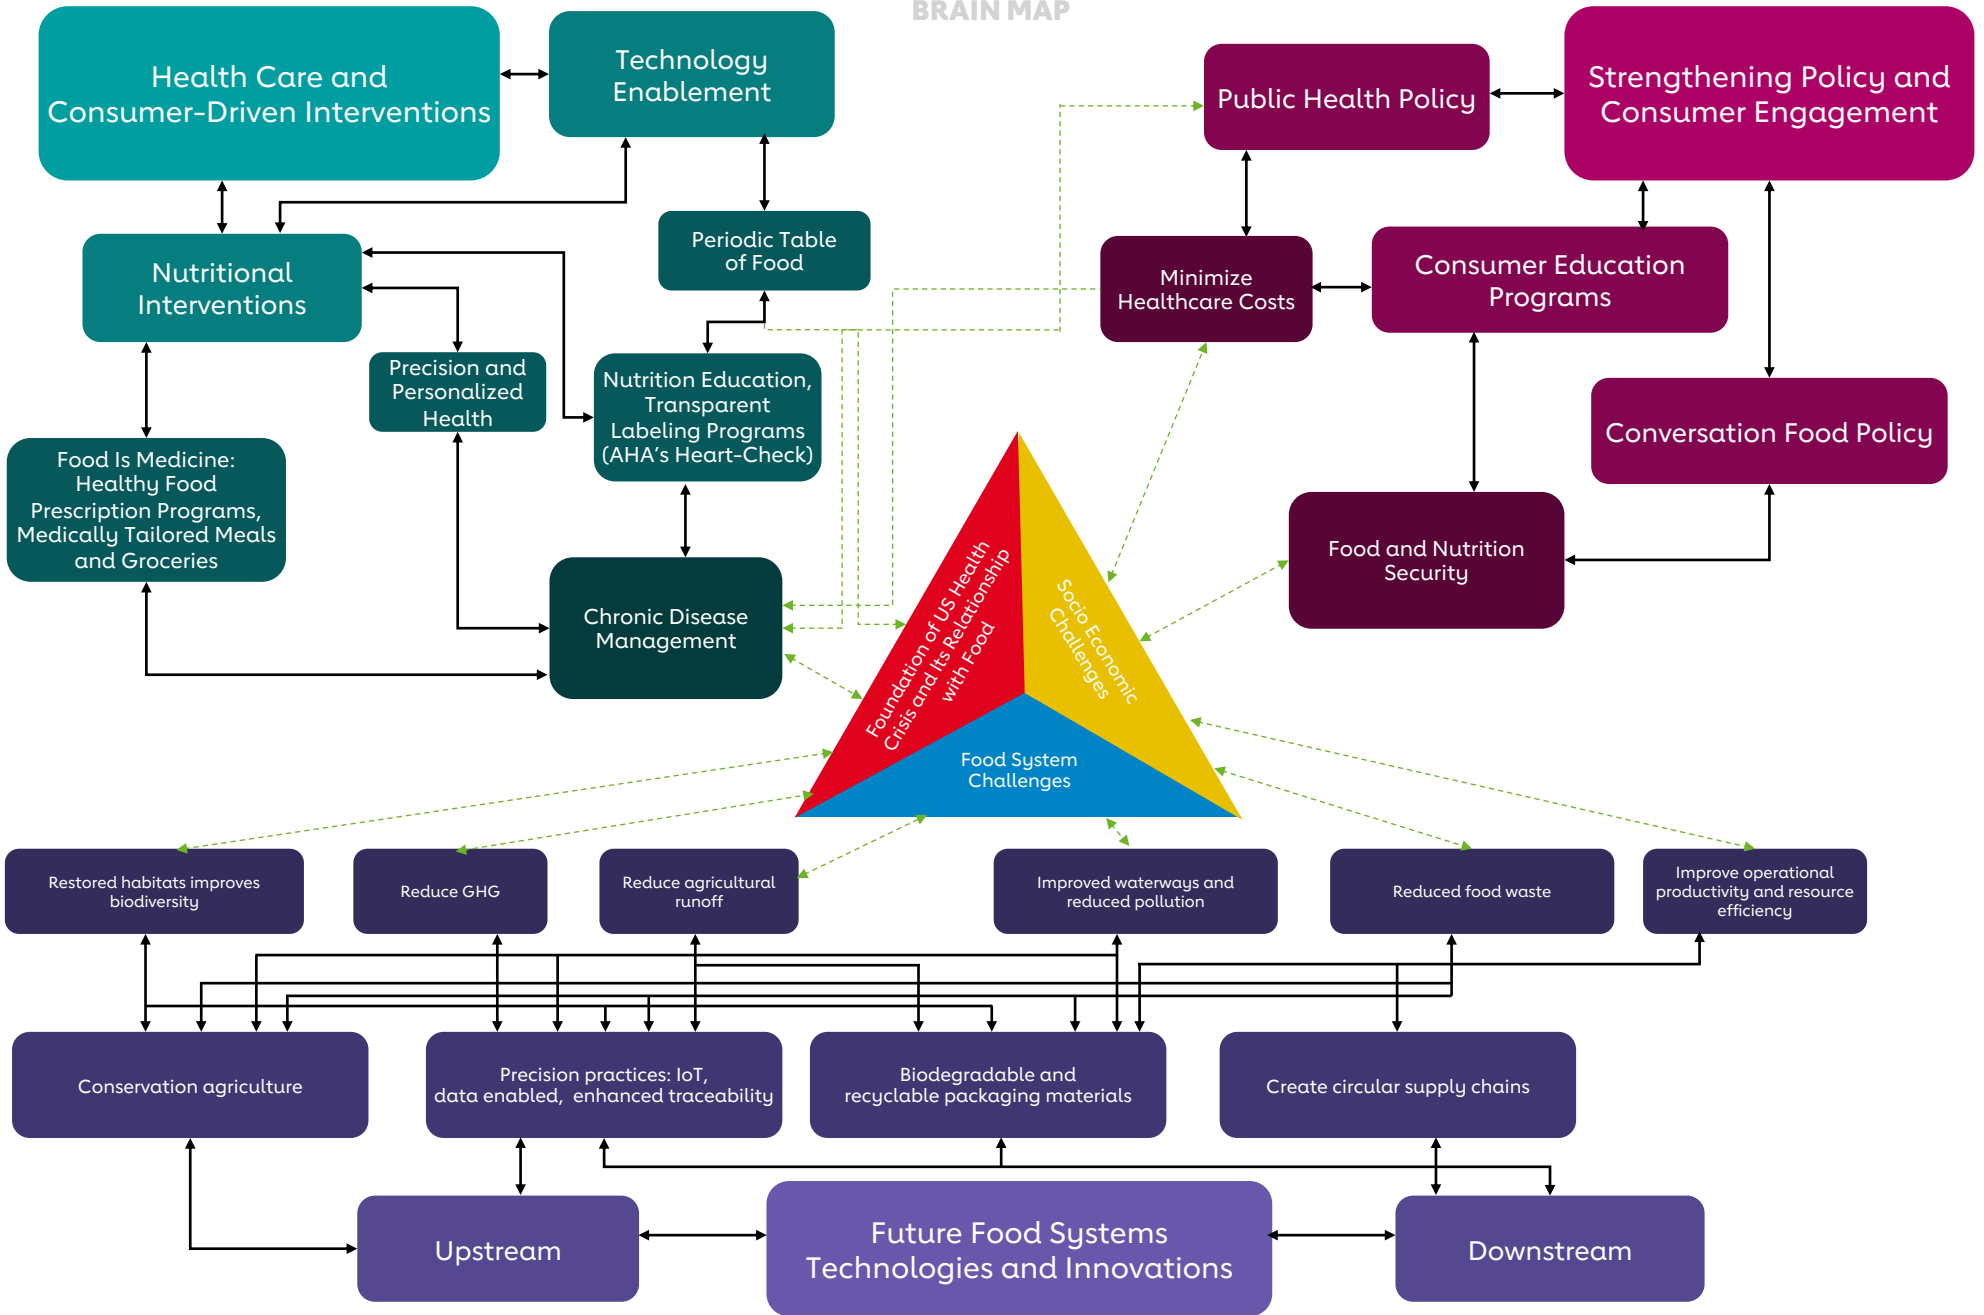 BRAIN MAP
Health Care and
Consumer-Driven Interventions
Technology
Enablement
Public Health Policy
Strengthening Policy and
Consumer Engagement
Nutritional
Interventions
Periodic Table
of Food
Minimize
Healthcare Costs
Consumer Education
Programs
Precision and
Personalized
Health
Nutrition Education,
Transparent
Labeling Programs
(AHA's Heart-Check)
Conversation Food Policy
Food Is Medicine:
Healthy Food
Prescription Programs,
Medically Tailored Meals
and Groceries
Food and Nutrition
Security
Chronic Disease
Management
Foundation of US Health
Crisis and Its Relationship
with Food
Socio Economic
Challenges
Food System
Challenges
Restored habitats improves
biodiversity
Reduce GHG
Reduce agricultural
runoff
Improved waterways and
reduced pollution
Reduced food waste
Improve operational
productivity and resource
efficiency
Conservation agriculture
Precision practices: IoT,
data enabled, enhanced traceability
Biodegradable and
recyclable packaging materials
Create circular supply chains
Upstream
Future Food Systems
Technologies and Innovations
Downstream